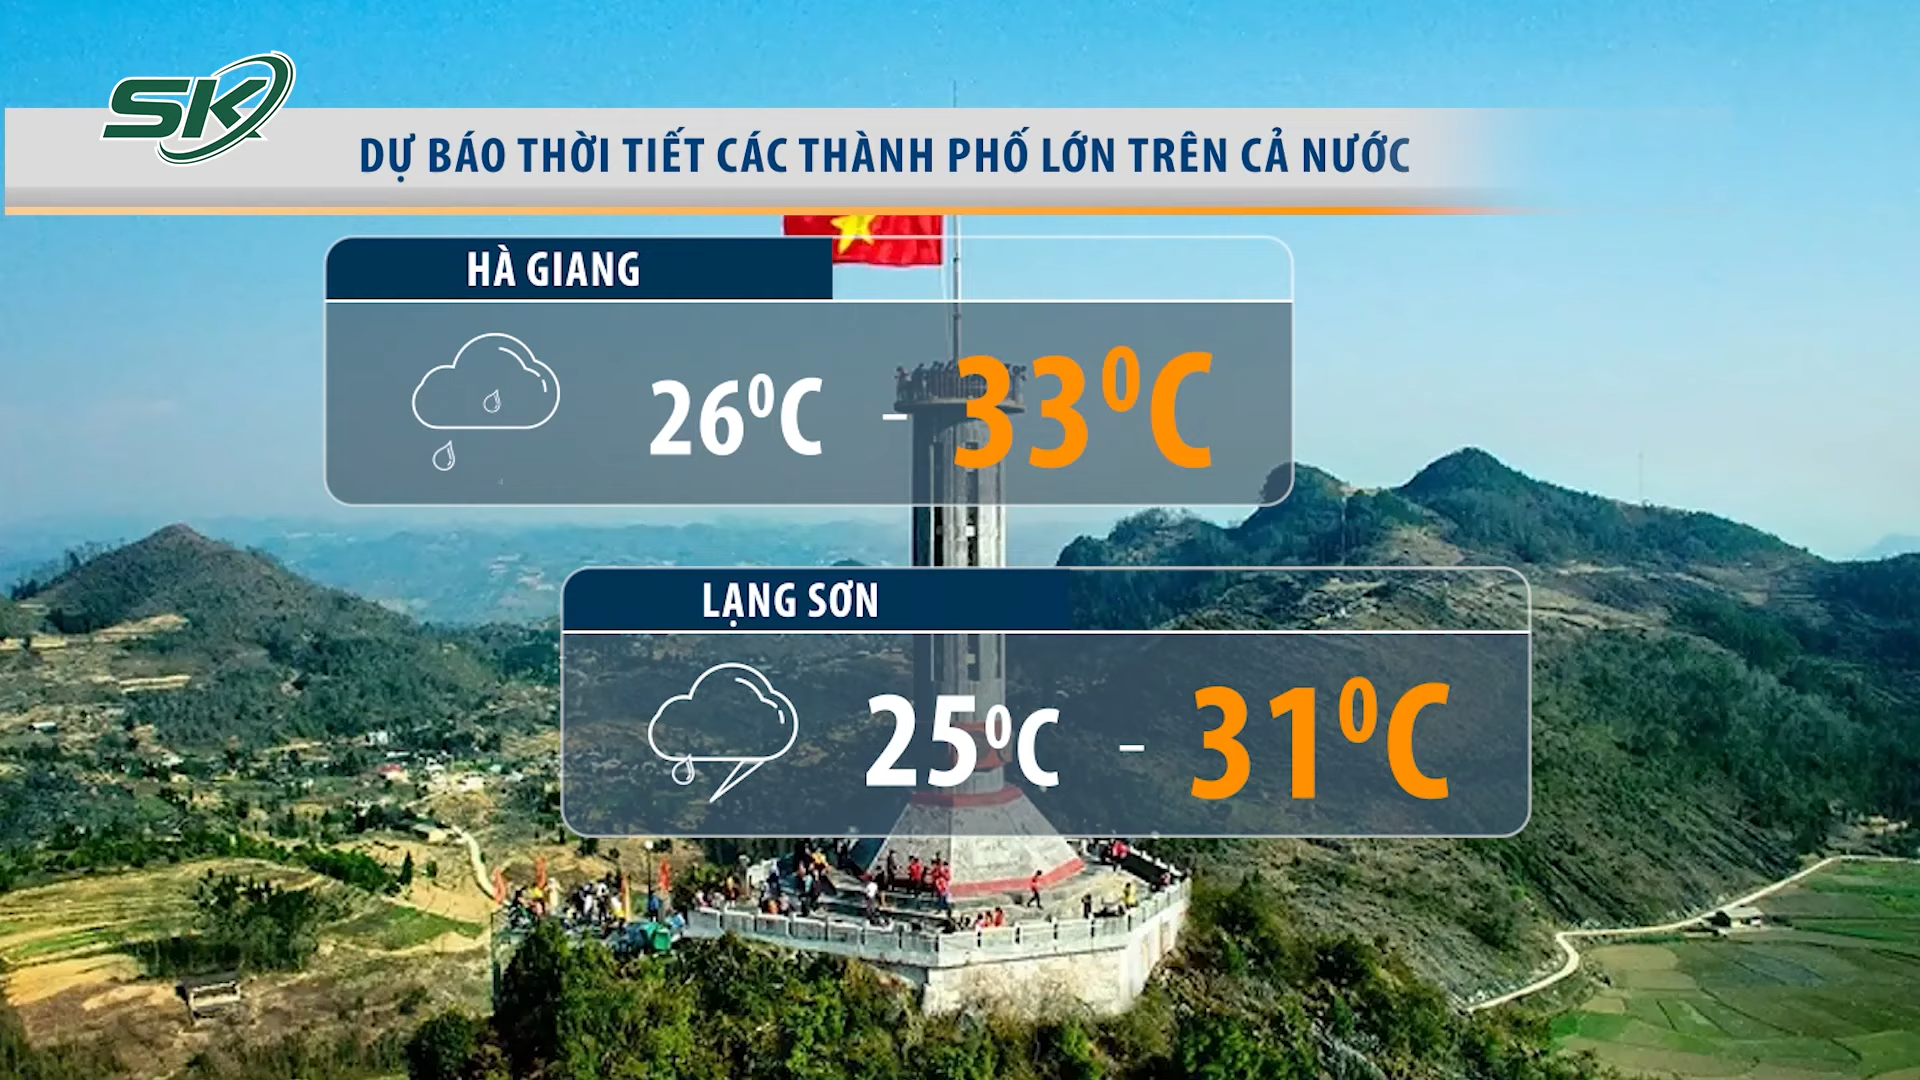 SK
DỰ BÁO THỜI TIẾT CÁC THÀNH PHỐ LỚN TRÊN CẢ NƯỚC
HÀ GIANG
26⁰C - 33⁰C
LẠNG SƠN
25⁰C - 31⁰C